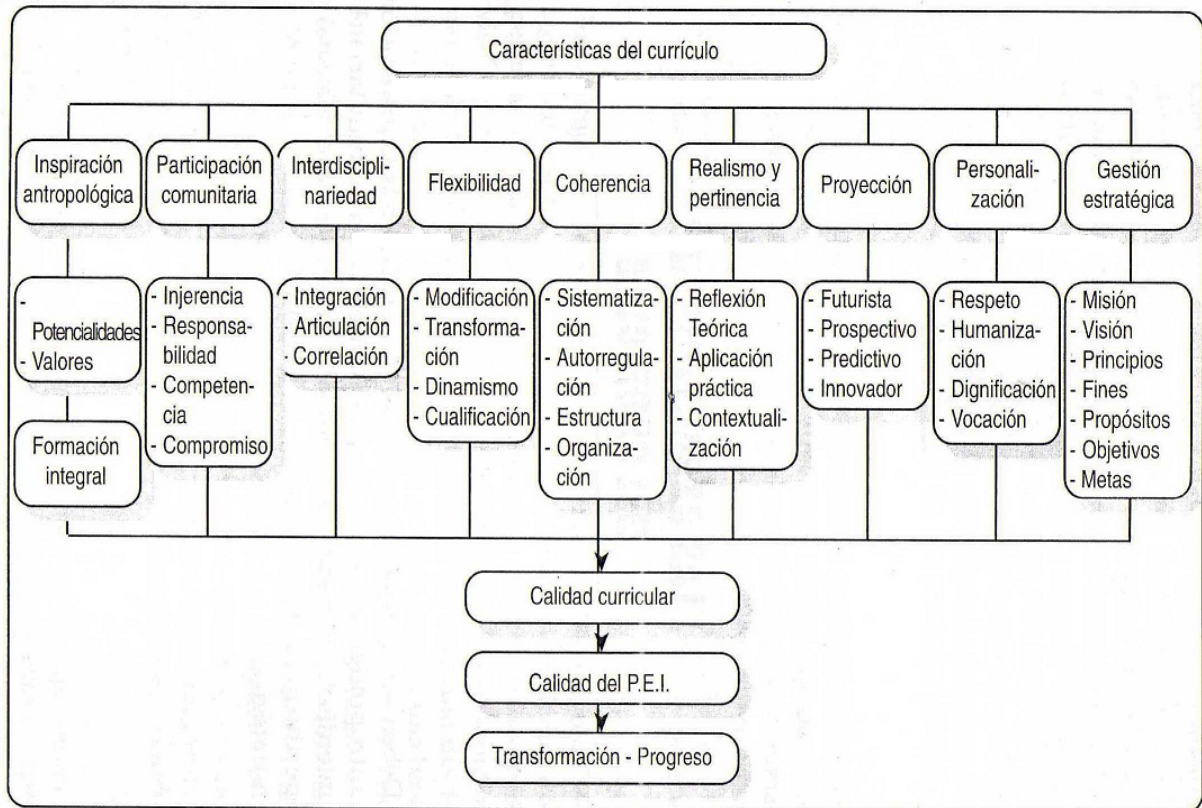 Características del currículo
Inspiración
antropológica
Participación
comunitaria
Interdiscipli-
nariedad
Flexibilidad
Coherencia
Realismo y
pertinencia
Proyección
Personali-
zación
Gestión
estratégica
-
Potencialidades
- Valores
Formación
integral
- Injerencia
- Responsa-
bilidad
- Competen-
cia
- Compromiso
- Integración
- Articulación
- Correlación
- Modificación
- Transforma-
ción
- Dinamismo
- Cualificación
- Sistematiza-
ción
- Autorregula-
ción
- Estructura
- Organiza-
ción
- Reflexión
Teórica
- Aplicación
práctica
- Contextuali-
zación
- Futurista
- Prospectivo
- Predictivo
- Innovador
- Respeto
- Humaniza-
ción
- Dignificación
- Vocación
- Misión
- Visión
- Principios
- Fines
- Propósitos
- Objetivos
- Metas
Calidad curricular
Calidad del P.E.I.
Transformación - Progreso